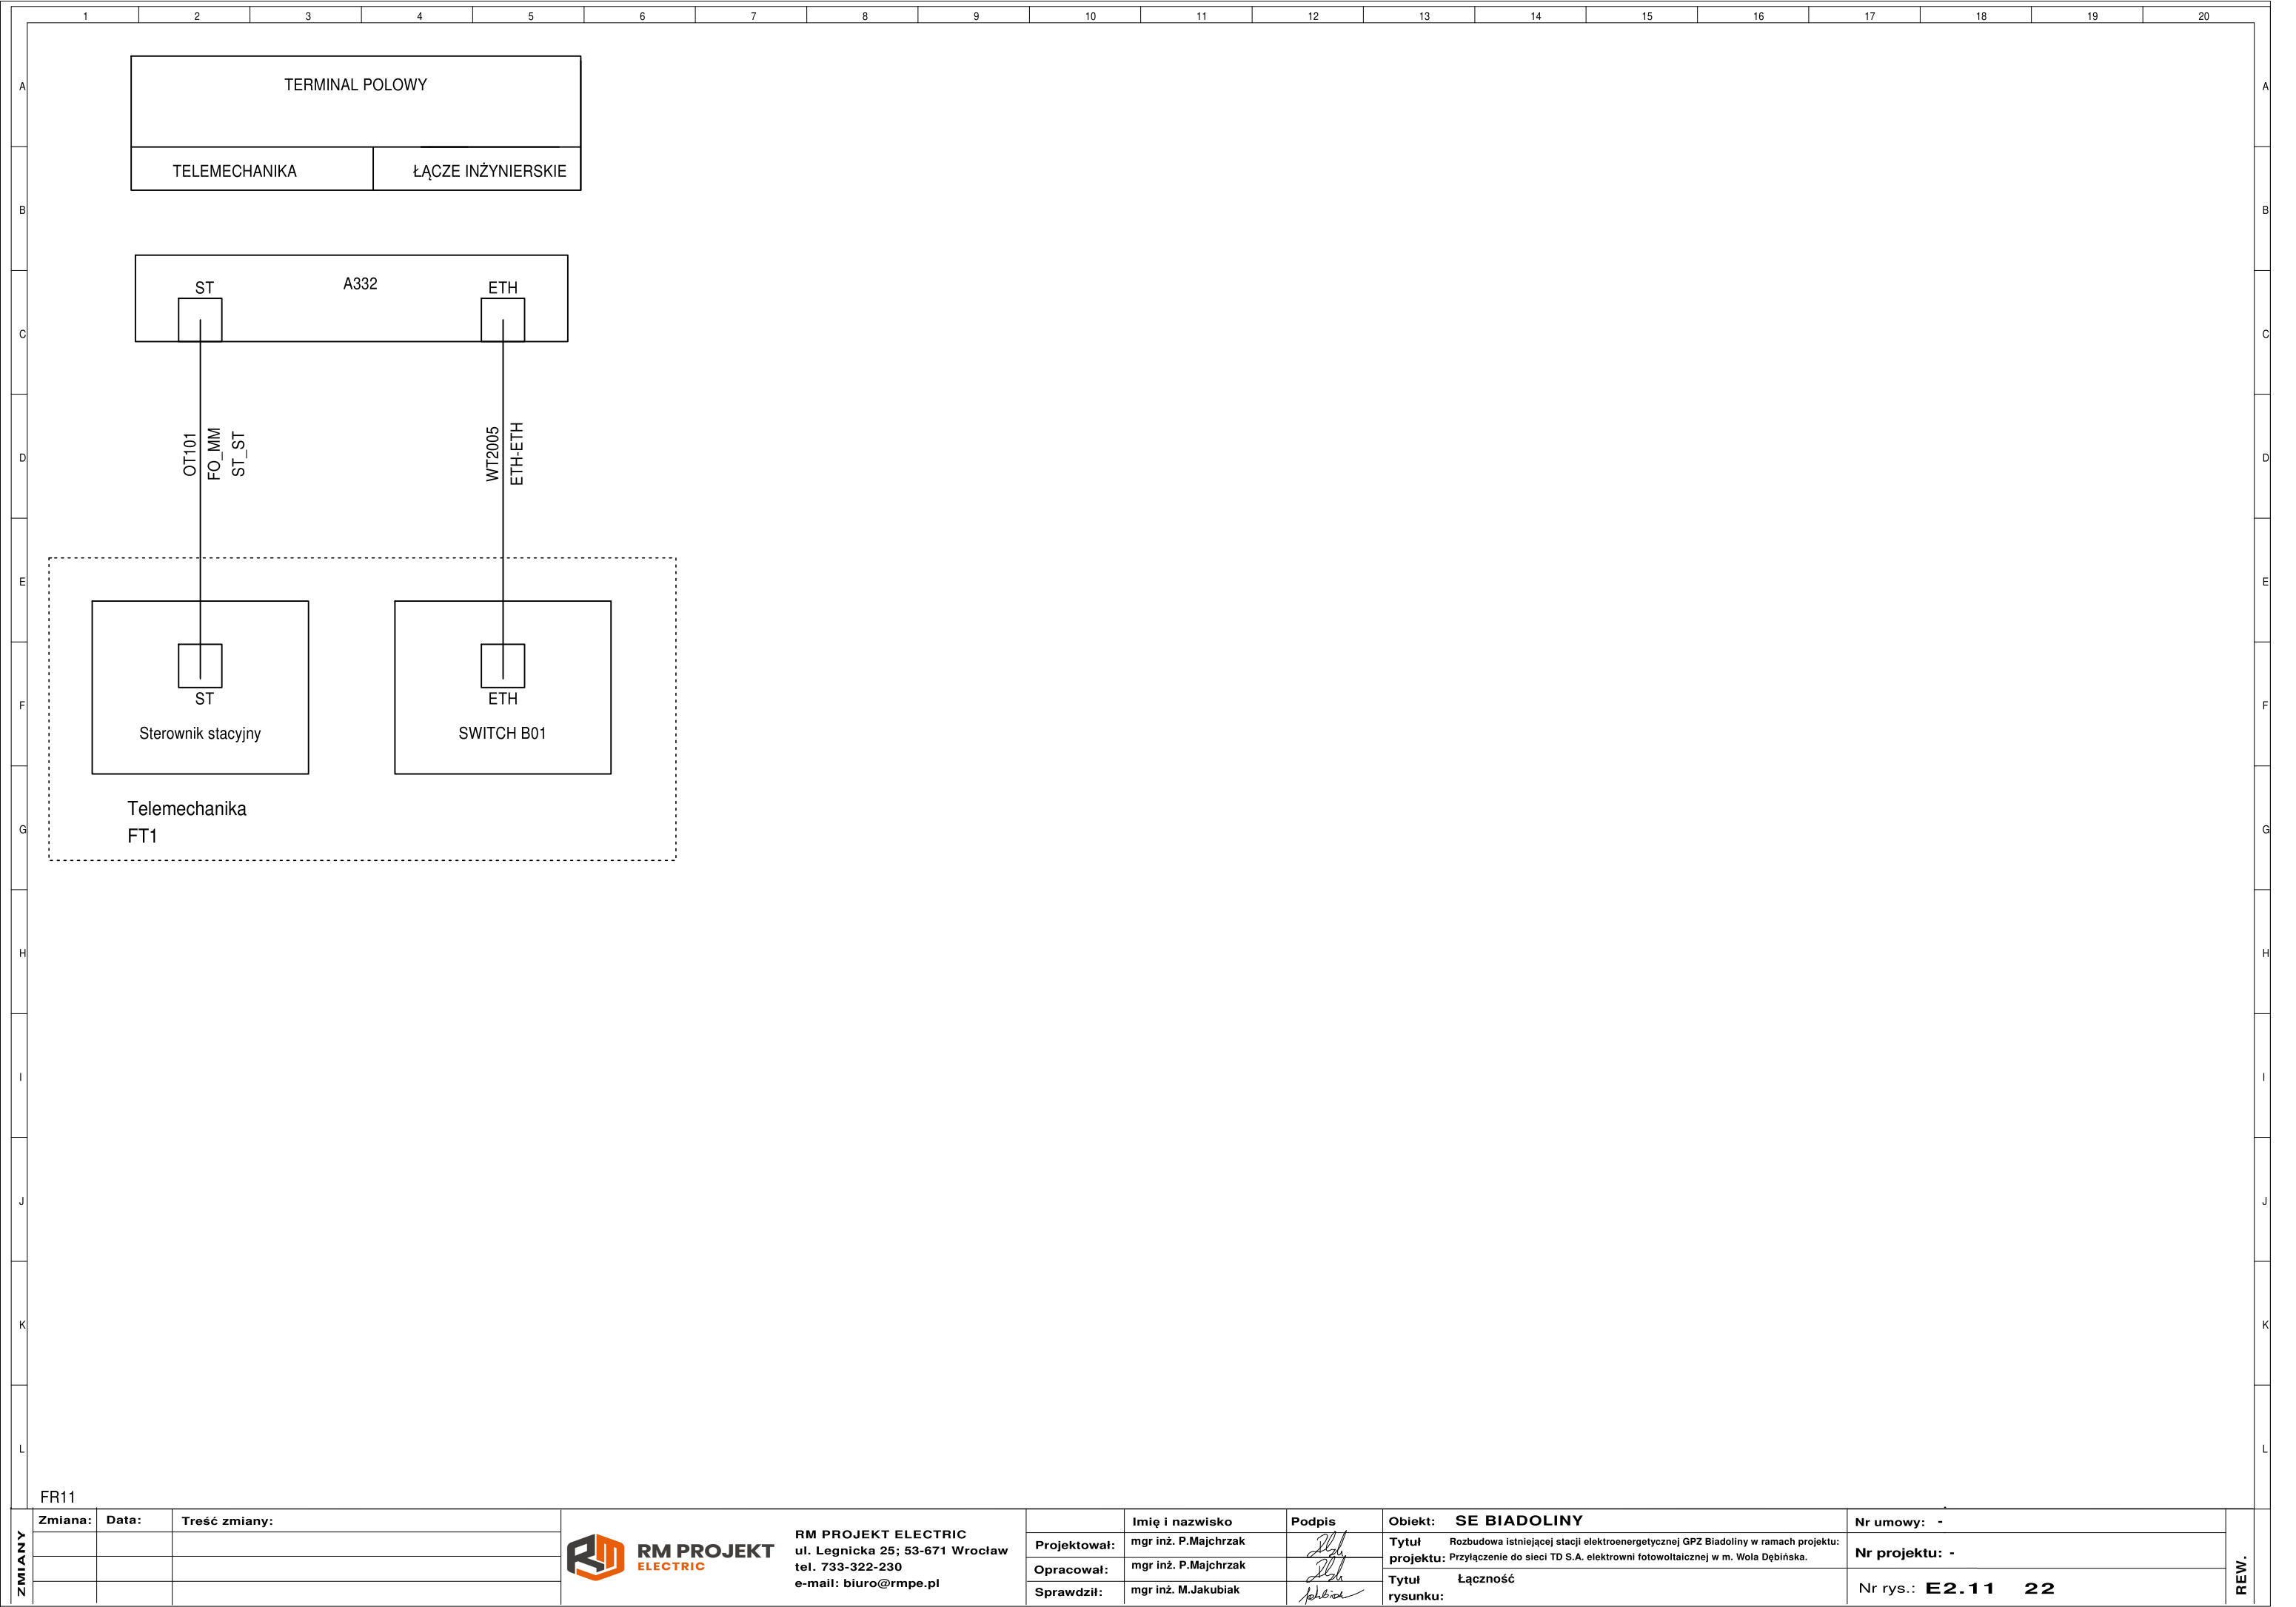 1 2 3 4 5 6 7 8 9 10 11 12 13 14 15 16 17 18 19 20
A A
B B
C C
D D
E E
F F
G G
H H
I I
J J
K K
L L
TERMINAL POLOWY
TELEMECHANIKA ŁĄCZE INŻYNIERSKIE
ST A332 ETH
OT101
FO_MM
ST_ST
WT2005
ETH-ETH
ST ETH
Sterownik stacyjny SWITCH B01
Telemechanika
FT1
FR11
ZMIANY
Zmiana: Data: Treść zmiany:
RM PROJEKT
ELECTRIC
RM PROJEKT ELECTRIC
ul. Legnicka 25; 53-671 Wrocław
tel. 733-322-230
e-mail: biuro@rmpe.pl
Imię i nazwisko Podpis
Projektował: mgr inż. P.Majchrzak
Opracował: mgr inż. P.Majchrzak
Sprawdził: mgr inż. M.Jakubiak
Obiekt: SE BIADOLINY
Tytuł projektu: Rozbudowa istniejącej stacji elektroenergetycznej GPZ Biadoliny w ramach projektu:
Przyłączenie do sieci TD S.A. elektrowni fotowoltaicznej w m. Wola Dębińska.
Tytuł rysunku: Łączność
Nr umowy: -
Nr projektu: -
Nr rys.: E2.11 22
REW.